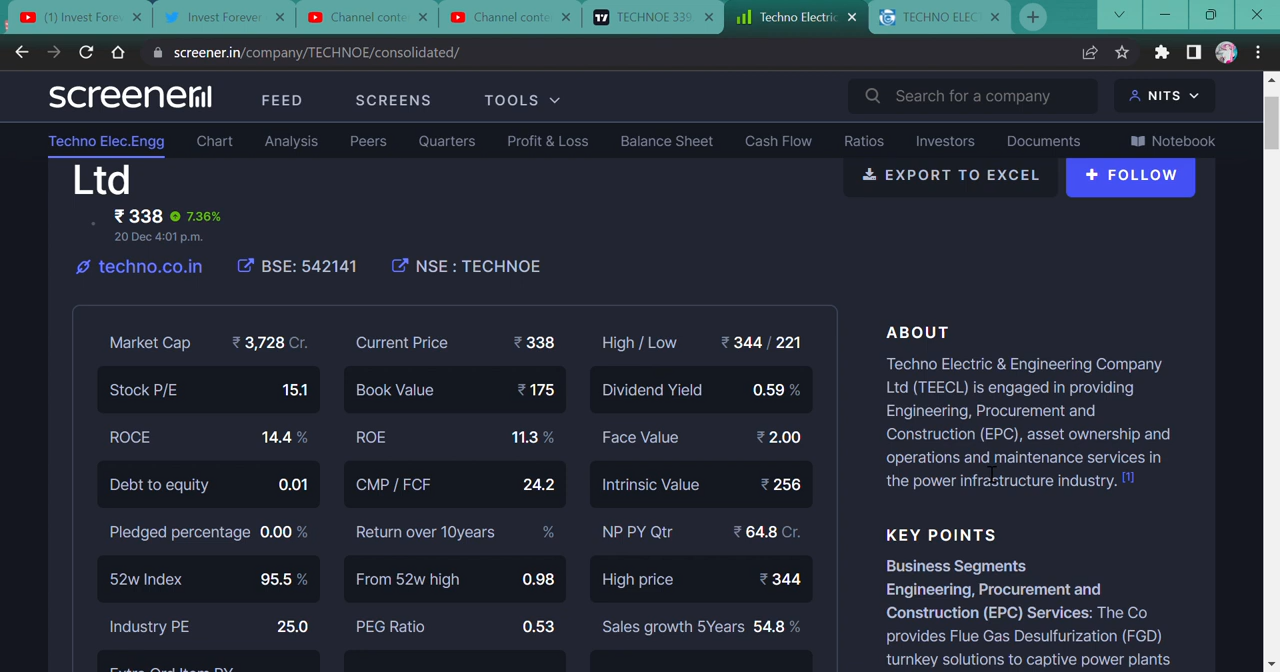 (1) Invest Fore
Invest Forever
Channel conte
Channel conte
TECHNOE 339
Techno Electric
TECHNO ELEC
screener.in/company/TECHNOE/consolidated/
screener
FEED
SCREENS
TOOLS
Search for a company
NITS
Techno Elec.Engg
Chart
Analysis
Peers
Quarters
Profit & Loss
Balance Sheet
Cash Flow
Ratios
Investors
Documents
Notebook
Ltd
EXPORT TO EXCEL
+ FOLLOW
₹ 338 7.36%
20 Dec 4:01 p.m.
techno.co.in
BSE: 542141
NSE : TECHNOE
Market Cap ₹ 3,728 Cr.
Current Price ₹ 338
High / Low ₹ 344 / 221
Stock P/E 15.1
Book Value ₹ 175
Dividend Yield 0.59 %
ROCE 14.4 %
ROE 11.3 %
Face Value ₹ 2.00
Debt to equity 0.01
CMP / FCF 24.2
Intrinsic Value ₹ 256
Pledged percentage 0.00 %
Return over 10years %
NP PY Qtr ₹ 64.8 Cr.
52w Index 95.5 %
From 52w high 0.98
High price ₹ 344
Industry PE 25.0
PEG Ratio 0.53
Sales growth 5Years 54.8 %
Extra Ord Item PY
ABOUT
Techno Electric & Engineering Company
Ltd (TEECL) is engaged in providing
Engineering, Procurement and
Construction (EPC), asset ownership and
operations and maintenance services in
the power infrastructure industry. [1]
KEY POINTS
Business Segments
Engineering, Procurement and
Construction (EPC) Services: The Co
provides Flue Gas Desulfurization (FGD)
turnkey solutions to captive power plants